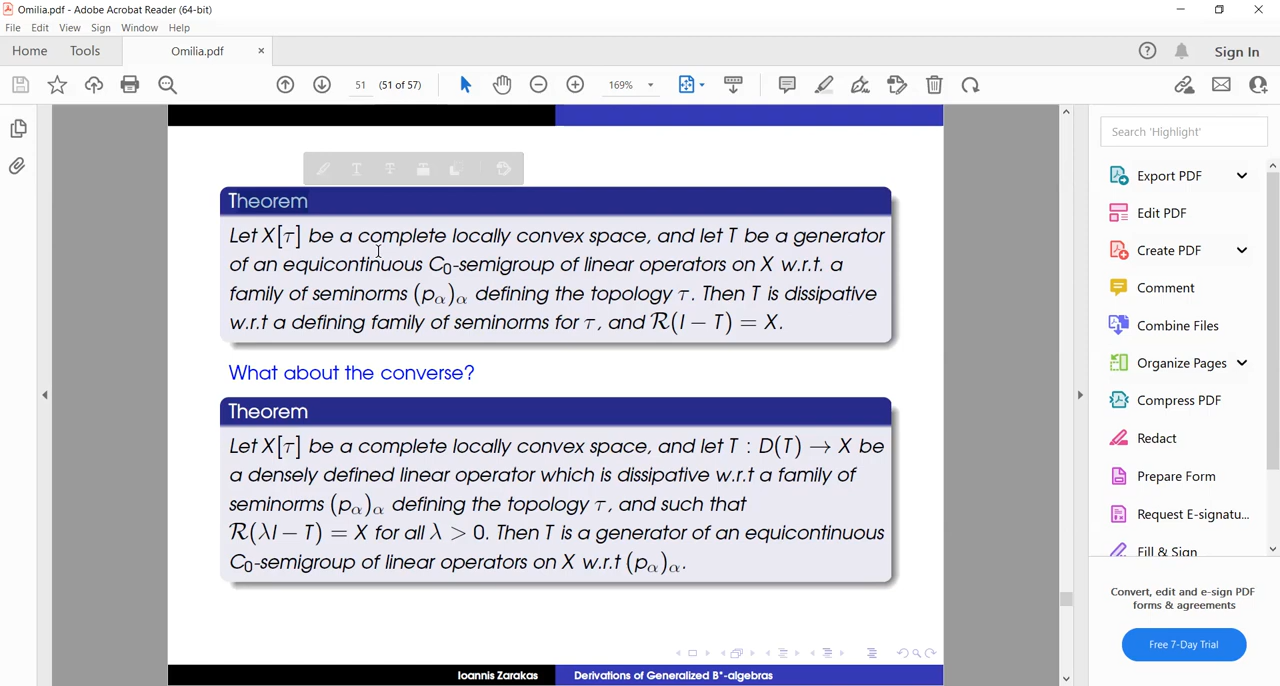 Omilia.pdf - Adobe Acrobat Reader (64-bit)
File Edit View Sign Window Help
Home Tools Omilia.pdf × Sign In
51 (51 of 57) 169%
Search 'Highlight'
Export PDF
Edit PDF
Create PDF
Comment
Combine Files
Organize Pages
Compress PDF
Redact
Prepare Form
Request E-signatu...
Fill & Sign
Convert, edit and e-sign PDF
forms & agreements
Free 7-Day Trial
Theorem
Let X[τ] be a complete locally convex space, and let T be a generator
of an equicontinuous C₀-semigroup of linear operators on X w.r.t. a
family of seminorms (pα)α defining the topology τ. Then T is dissipative
w.r.t a defining family of seminorms for τ, and R(I − T) = X.
What about the converse?
Theorem
Let X[τ] be a complete locally convex space, and let T : D(T) → X be
a densely defined linear operator which is dissipative w.r.t a family of
seminorms (pα)α defining the topology τ, and such that
R(λI − T) = X for all λ > 0. Then T is a generator of an equicontinuous
C₀-semigroup of linear operators on X w.r.t (pα)α.
Ioannis Zarakas Derivations of Generalized B*-algebras